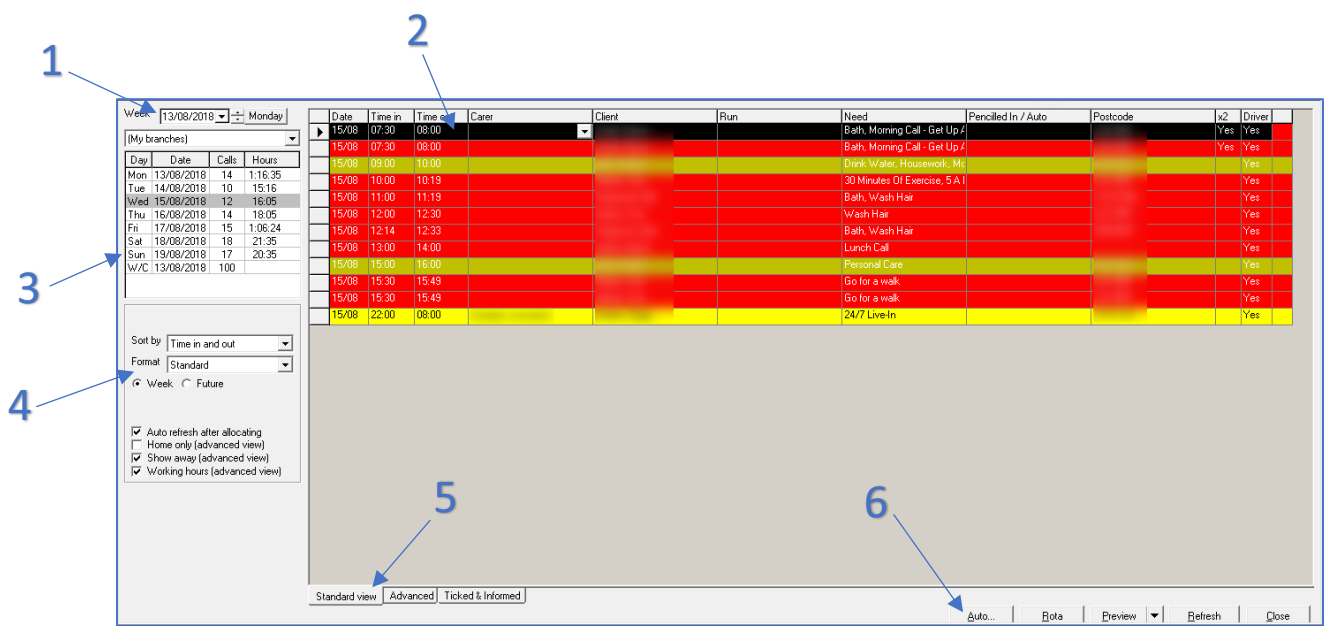 2
1
Week 13/08/2018 Monday
(My branches)
Day Date Calls Hours
Mon 13/08/2018 14 1:16:35
Tue 14/08/2018 10 15:16
Wed 15/08/2018 12 16:05
Thu 16/08/2018 14 18:05
Fri 17/08/2018 15 1:06:24
Sat 18/08/2018 18 21:35
Sun 19/08/2018 17 20:35
W/C 13/08/2018 100
3
Sort by Time in and out
Format Standard
Week Future
4
Auto refresh after allocating
Home only (advanced view)
Show away (advanced view)
Working hours (advanced view)
Date Time in Time o Carer Client Run Need Pencilled In / Auto Postcode x2 Driver
15/08 07:30 08:00 Bath, Morning Call - Get Up A Yes Yes
15/08 07:30 08:00 Bath, Morning Call - Get Up A Yes Yes
15/08 09:00 10:00 Drink Water, Housework, Mo Yes
15/08 10:00 10:19 30 Minutes Of Exercise, 5 A Yes
15/08 11:00 11:19 Bath, Wash Hair Yes
15/08 12:00 12:30 Wash Hair Yes
15/08 12:14 12:33 Bath, Wash Hair Yes
15/08 13:00 14:00 Lunch Call Yes
15/08 15:00 16:00 Personal Care Yes
15/08 15:30 15:49 Go for a walk Yes
15/08 15:30 15:49 Go for a walk Yes
15/08 22:00 08:00 24/7 Live-In Yes
5
6
Standard view Advanced Ticked & Informed
Auto... Rota Preview Refresh Close